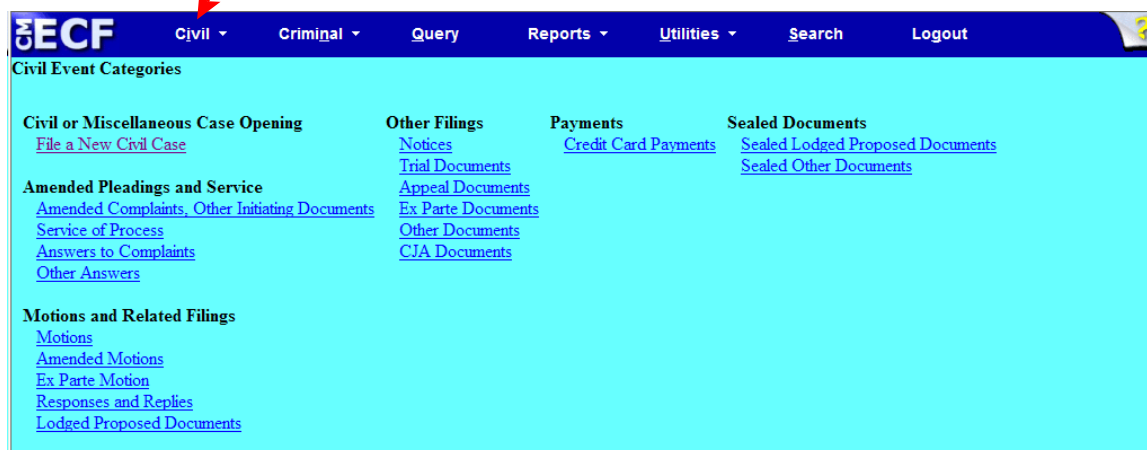 CM ECF Civil Criminal Query Reports Utilities Search Logout ?
Civil Event Categories
Civil or Miscellaneous Case Opening
File a New Civil Case
Amended Pleadings and Service
Amended Complaints, Other Initiating Documents
Service of Process
Answers to Complaints
Other Answers
Motions and Related Filings
Motions
Amended Motions
Ex Parte Motion
Responses and Replies
Lodged Proposed Documents
Other Filings
Notices
Trial Documents
Appeal Documents
Ex Parte Documents
Other Documents
CJA Documents
Payments
Credit Card Payments
Sealed Documents
Sealed Lodged Proposed Documents
Sealed Other Documents